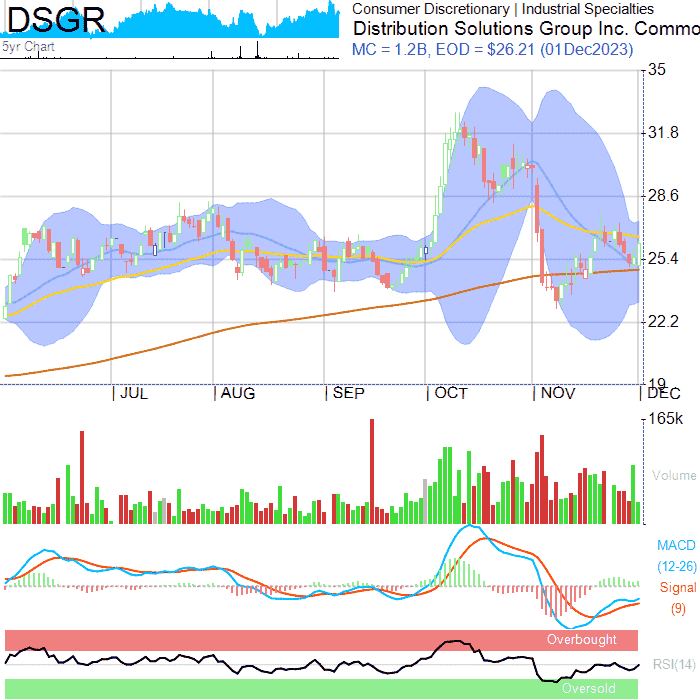 DSGR
5yr Chart
Consumer Discretionary | Industrial Specialties
Distribution Solutions Group Inc. Commo
MC = 1.2B, EOD = $26.21 (01Dec2023)
35
31.8
28.6
25.4
22.2
19
JUL
AUG
SEP
OCT
NOV
DEC
165k
Volume
MACD
(12-26)
Signal
(9)
Overbought
RSI(14)
Oversold